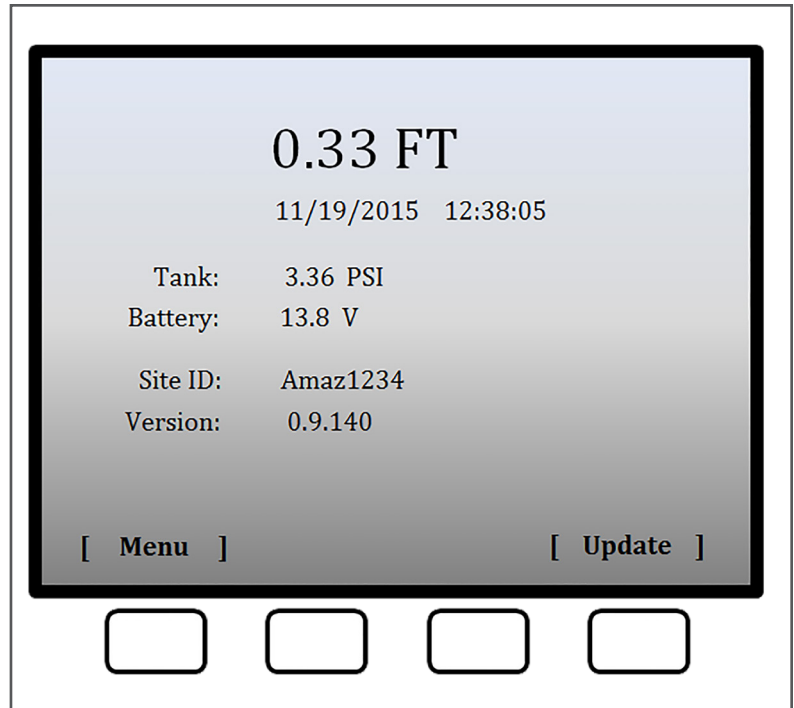 0.33 FT
11/19/2015 12:38:05
Tank: 3.36 PSI
Battery: 13.8 V
Site ID: Amaz1234
Version: 0.9.140
[ Menu ] [ Update ]